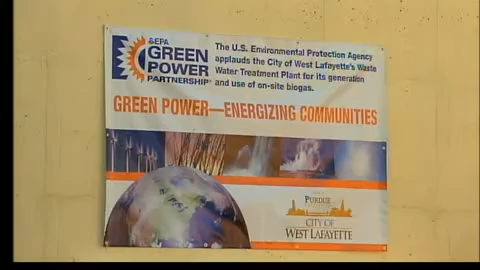 EPA
GREEN
POWER
PARTNERSHIP
The U.S. Environmental Protection Agency
applauds the City of West Lafayette's Waste
Water Treatment Plant for its generation
and use of on-site biogas.
GREEN POWER—ENERGIZING COMMUNITIES
PURDUE
CITY OF
WEST LAFAYETTE